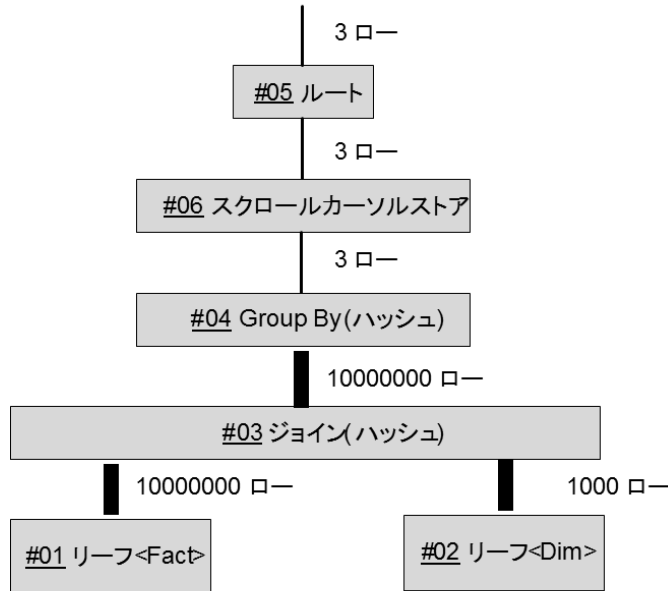 3 ロー
#05 ルート
3 ロー
#06 スクロールカーソルストア
3 ロー
#04 Group By(ハッシュ)
10000000 ロー
#03 ジョイン(ハッシュ)
10000000 ロー
1000 ロー
#01 リーフ<Fact>
#02 リーフ<Dim>